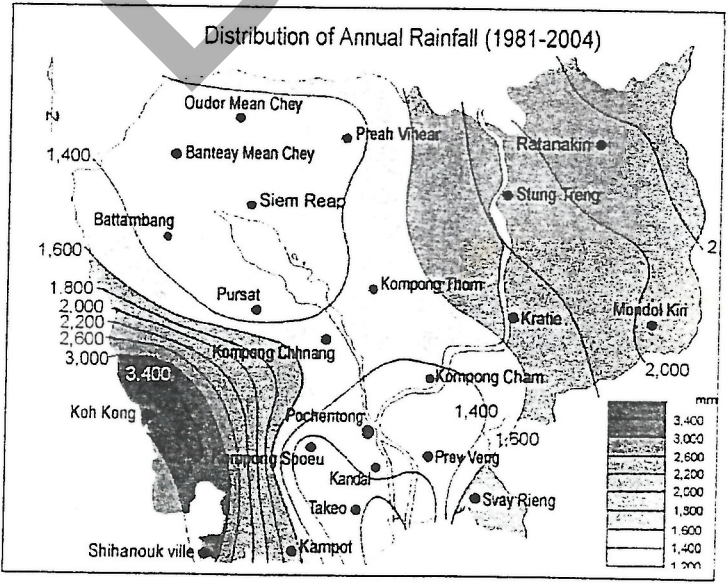 Distribution of Annual Rainfall (1981-2004)
Oudor Mean Chey
Preah Vihear
Ratanakiri
Banteay Mean Chey
1,400
Stung Treng
Siem Reap
Battambang
1,600
2
Kompong Thom
1,800
Pursat
2,000
Kratie
Mondol Kiri
2,200
2,600
Kompong Chhnang
3,000
3,400
Kompong Cham
2,000
mm
Koh Kong
Pochentong
1,400
3,400
1,600
3,000
Kompong Speu
Prey Veng
2,600
Kandal
2,200
Svay Rieng
2,000
Takeo
1,800
1,600
Shihanouk ville
Kampot
1,400
1,200